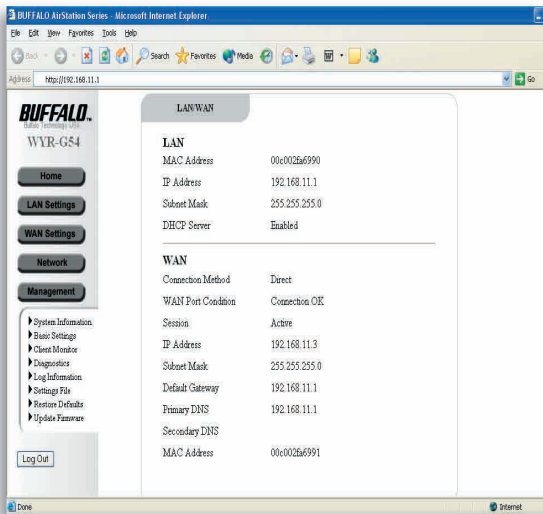 BUFFALO AirStation Series - Microsoft Internet Explorer
File Edit View Favorites Tools Help
Back Search Favorites Media
Address http://192.168.11.1 Go
BUFFALO
Buffalo Technology USA
WYR-G54
Home
LAN Settings
WAN Settings
Network
Management
System Information
Basic Settings
Client Monitor
Diagnostics
Log Information
Settings File
Restore Defaults
Update Firmware
Log Out
LAN/WAN
LAN
MAC Address 00c002fa6990
IP Address 192.168.11.1
Subnet Mask 255.255.255.0
DHCP Server Enabled
WAN
Connection Method Direct
WAN Port Condition Connection OK
Session Active
IP Address 192.168.11.3
Subnet Mask 255.255.255.0
Default Gateway 192.168.11.1
Primary DNS 192.168.11.1
Secondary DNS
MAC Address 00c002fa6991
Done Internet